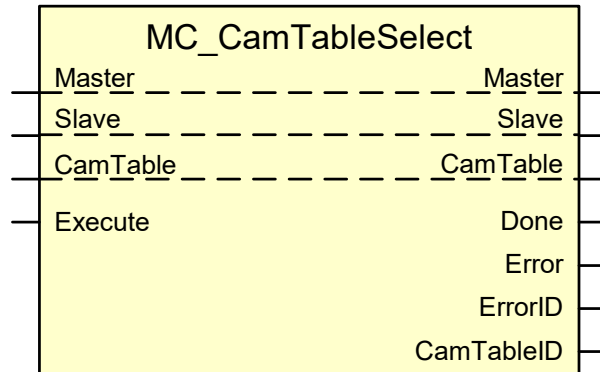 MC_CamTableSelect
Master Master
Slave Slave
CamTable CamTable
Execute Done
Error
ErrorID
CamTableID